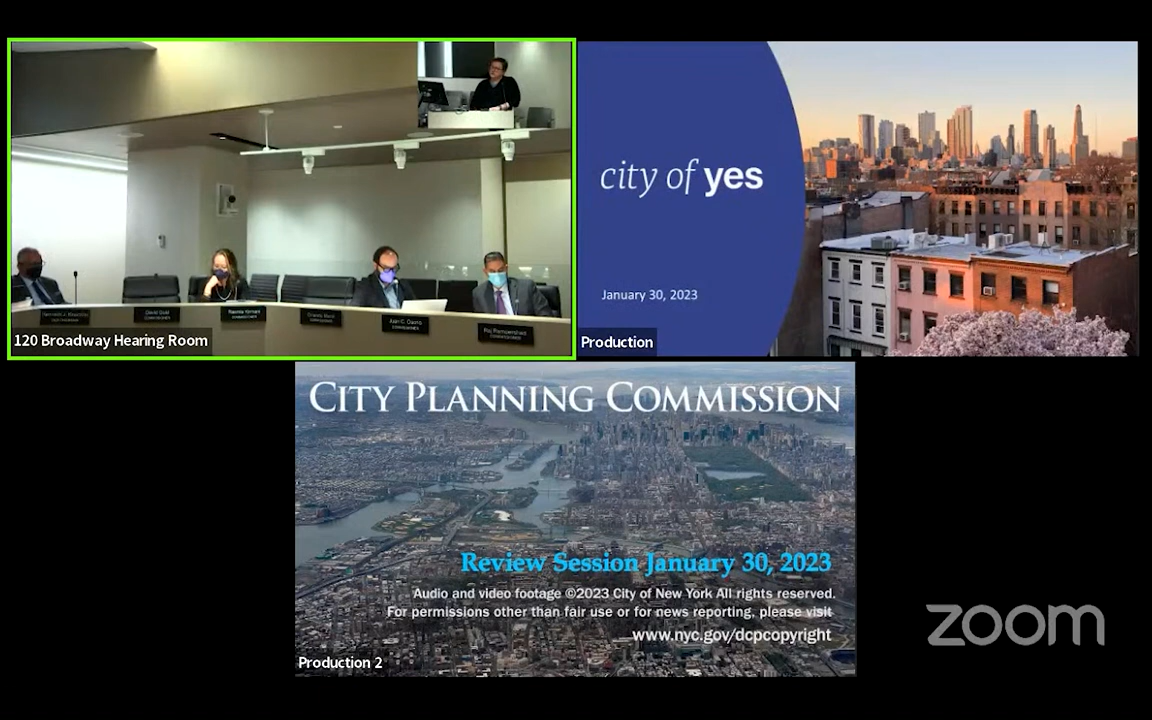 120 Broadway Hearing Room
city of yes
January 30, 2023
Production
CITY PLANNING COMMISSION
Review Session January 30, 2023
Audio and video footage ©2023 City of New York All rights reserved.
For permissions other than fair use or for news reporting, please visit
www.nyc.gov/dcpcopyright
Production 2
zoom